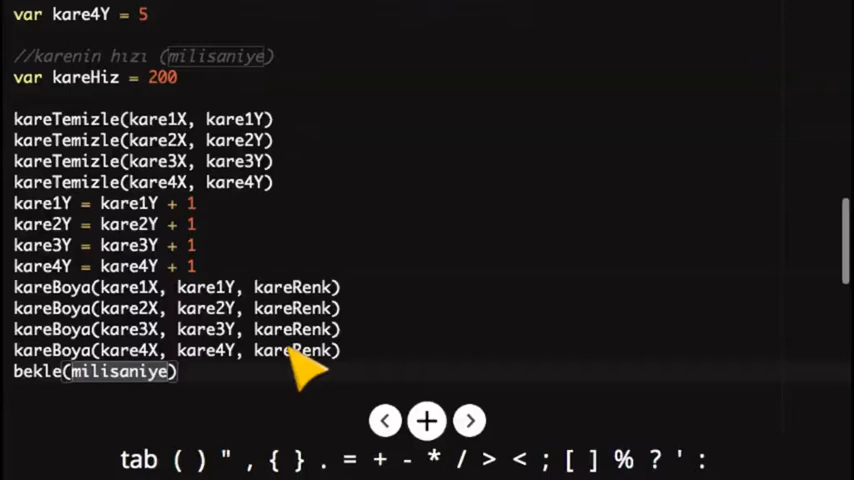 var kare4Y = 5
//karenin hızı (milisaniye)
var kareHiz = 200
kareTemizle(kare1X, kare1Y)
kareTemizle(kare2X, kare2Y)
kareTemizle(kare3X, kare3Y)
kareTemizle(kare4X, kare4Y)
kare1Y = kare1Y + 1
kare2Y = kare2Y + 1
kare3Y = kare3Y + 1
kare4Y = kare4Y + 1
kareBoya(kare1X, kare1Y, kareRenk)
kareBoya(kare2X, kare2Y, kareRenk)
kareBoya(kare3X, kare3Y, kareRenk)
kareBoya(kare4X, kare4Y, kareRenk)
bekle(milisaniye)
< + >
tab ( ) " , { } . = + - * / > < ; [ ] % ? ' :